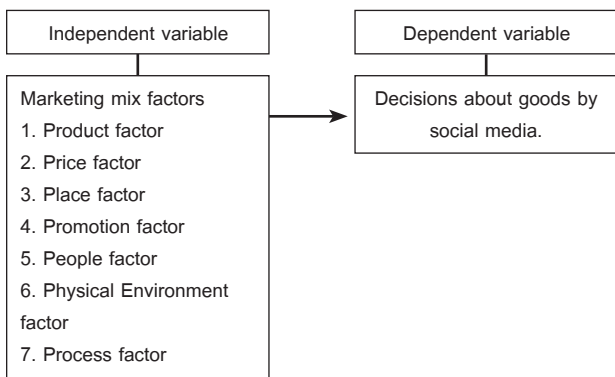 Independent variable
Marketing mix factors
1. Product factor
2. Price factor
3. Place factor
4. Promotion factor
5. People factor
6. Physical Environment
factor
7. Process factor
Dependent variable
Decisions about goods by
social media.